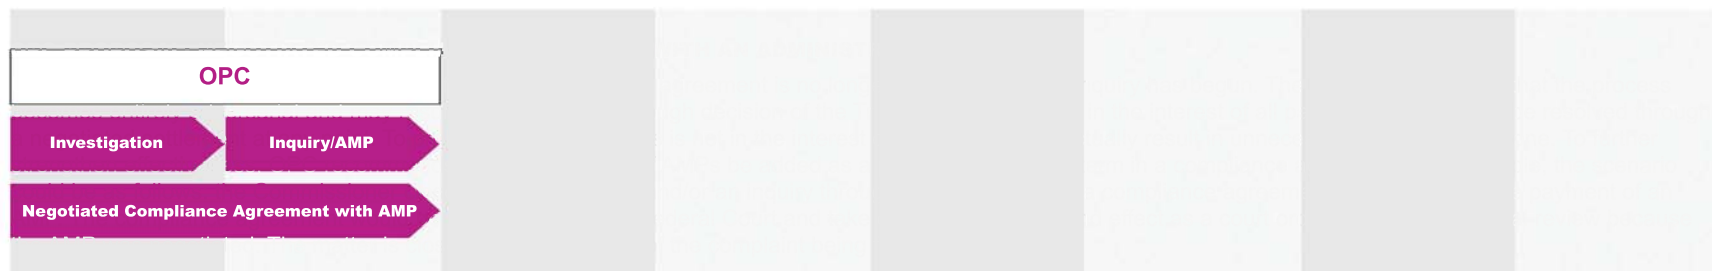 OPC
Investigation
Inquiry/AMP
Negotiated Compliance Agreement with AMP